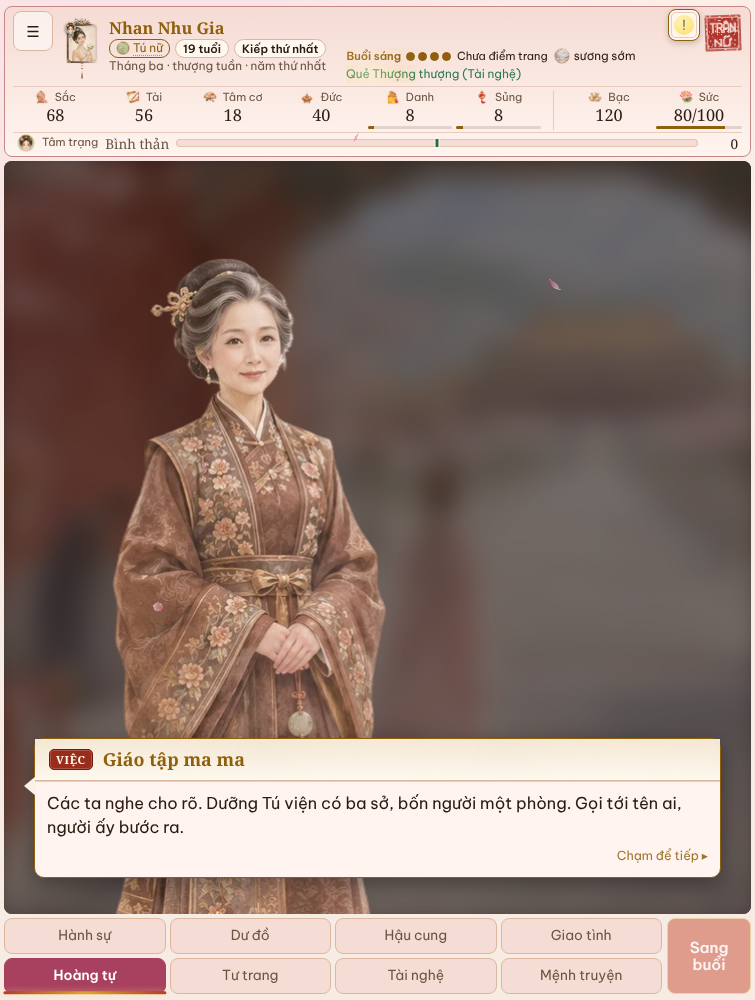 ☰
Nhan Nhu Gia
Tú nữ 19 tuổi Kiếp thứ nhất
Tháng ba · thượng tuần · năm thứ nhất
Buổi sáng Chưa điểm trang sương sớm
Quẻ Thượng thượng (Tài nghệ)
!
TRÂN NỮ
Sắc Tài Tâm cơ Đức Danh Sủng Bạc Sức
68 56 18 40 8 8 120 80/100
Tâm trạng Bình thản 0
VIỆC Giáo tập ma ma
Các ta nghe cho rõ. Dưỡng Tú viện có ba sở, bốn người một phòng. Gọi tới tên ai,
người ấy bước ra.
Chạm để tiếp ▸
Hành sự Dư đồ Hậu cung Giao tình
Sang buổi
Hoàng tự Tư trang Tài nghệ Mệnh truyện